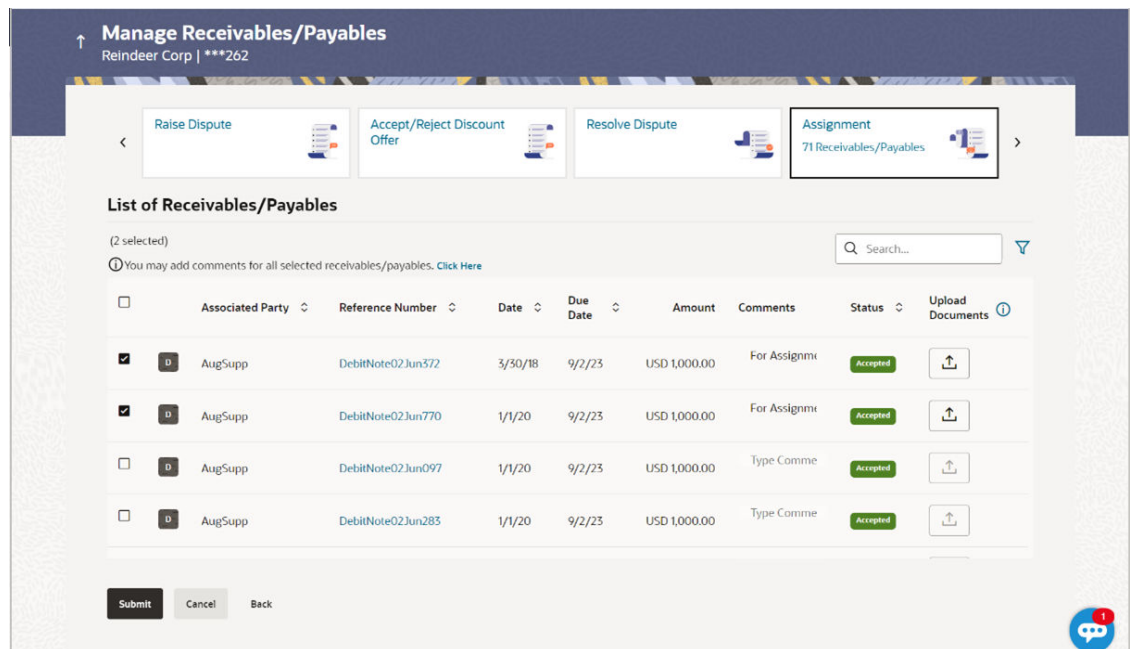 Manage Receivables/Payables
Reindeer Corp | ***262
Raise Dispute
Accept/Reject Discount
Offer
Resolve Dispute
Assignment
71 Receivables/Payables
List of Receivables/Payables
(2 selected)
Search...
You may add comments for all selected receivables/payables. Click Here
Associated Party Reference Number Date Due Date Amount Comments Status Upload Documents
D AugSupp DebitNote02Jun372 3/30/18 9/2/23 USD 1,000.00 For Assignme Accepted
D AugSupp DebitNote02Jun770 1/1/20 9/2/23 USD 1,000.00 For Assignme Accepted
D AugSupp DebitNote02Jun097 1/1/20 9/2/23 USD 1,000.00 Type Comme Accepted
D AugSupp DebitNote02Jun283 1/1/20 9/2/23 USD 1,000.00 Type Comme Accepted
Submit Cancel Back
1